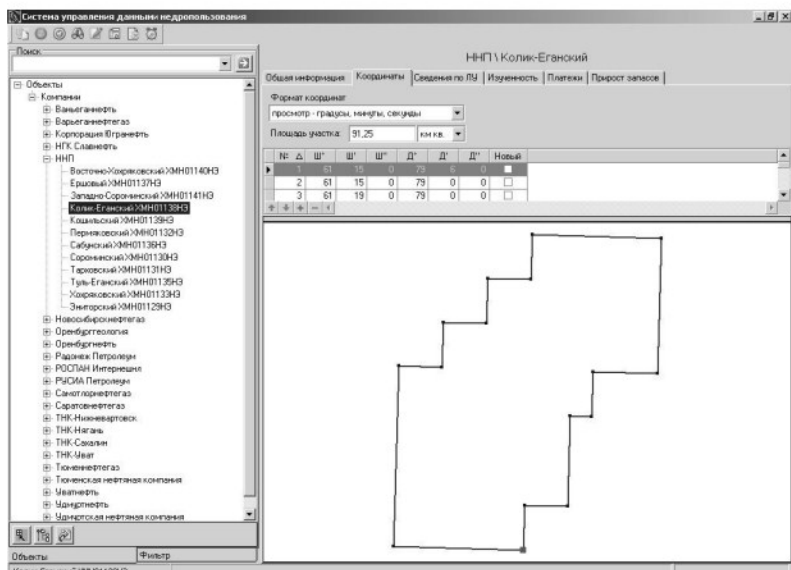 Система управления данными недропользования
Поиск
Объекты
Компании
Ваньеганнефть
Варьеганнефтегаз
Корпорация Югранефть
НГК Славнефть
ННП
Восточно-Хохряковский ХМН01140НЭ
Ершовый ХМН01137НЭ
Западно-Сороминский ХМН01141НЭ
Колик-Еганский ХМН01138НЭ
Кошильский ХМН01139НЭ
Пермяковский ХМН01132НЭ
Сабунский ХМН01136НЭ
Сороминский ХМН01130НЭ
Тарховский ХМН01131НЭ
Туль-Еганский ХМН01135НЭ
Хохряковский ХМН01133НЭ
Эниторский ХМН01129НЭ
Новосибирскнефтегаз
Оренбурггеология
Оренбургнефть
Радонеж Петролеум
РОСПАН Интернешнл
РУСИА Петролеум
Самотлорнефтегаз
Саратовнефтегаз
ТНК-Нижневартовск
ТНК-Нягань
ТНК-Сахалин
ТНК-Уват
Тюменнефтегаз
Тюменская нефтяная компания
Уватнефть
Удмуртнефть
Удмуртская нефтяная компания
Объекты Фильтр
ННП \ Колик-Еганский
Общая информация Координаты Сведения по ЛУ Изученность Платежи Прирост запасов
Формат координат
просмотр - градусы, минуты, секунды
Площадь участка: 91,25 км кв.
№ Ш° Ш' Ш" Д° Д' Д" Новый
1 61 15 0 79 6 0
2 61 15 0 79 0 0
3 61 19 0 79 0 0